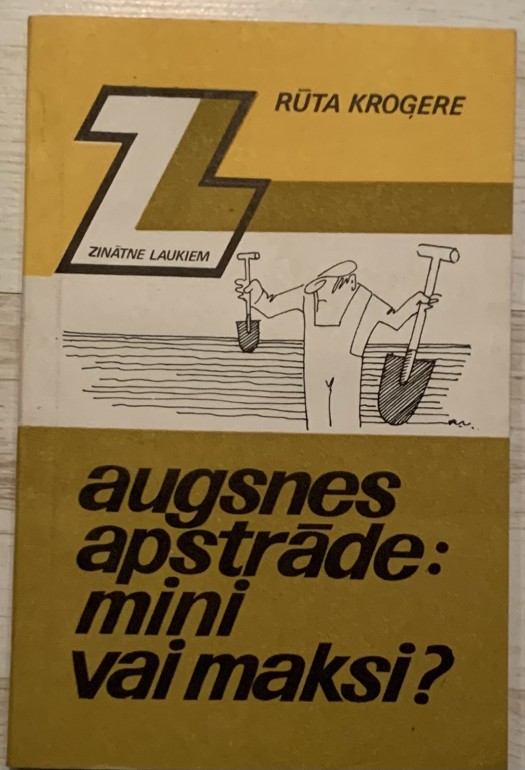 RŪTA KROĢERE
ZINĀTNE LAUKIEM
augsnes
apstrāde:
mini
vai maksi?